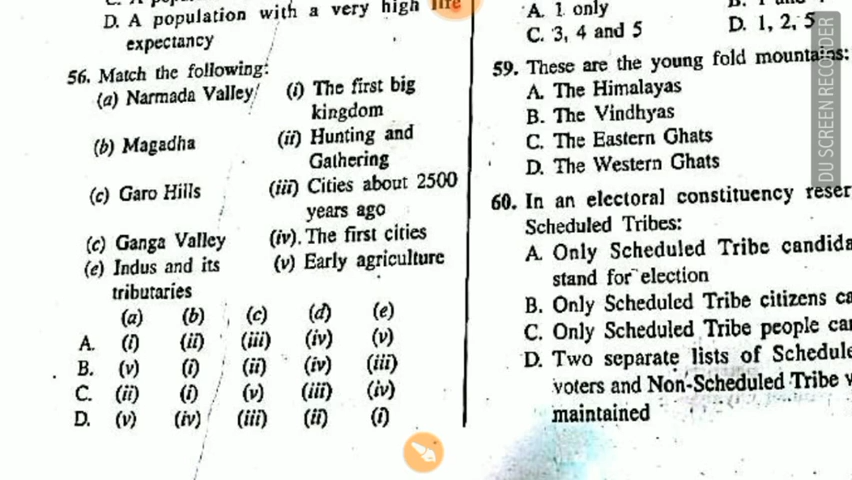 D. A population with a very high life
expectancy
56. Match the following:
(a) Narmada Valley
(i) The first big
kingdom
(b) Magadha
(ii) Hunting and
Gathering
(c) Garo Hills
(iii) Cities about 2500
years ago
(c) Ganga Valley
(iv). The first cities
(e) Indus and its
tributaries
(v) Early agriculture
(a) (b) (c) (d) (e)
A. (i) (ii) (iii) (iv) (v)
B. (v) (i) (ii) (iv) (iii)
C. (ii) (i) (v) (iii) (iv)
D. (v) (iv) (iii) (ii) (i)
A. 1 only
C. 3, 4 and 5
D. 1, 2, 5
59. These are the young fold mountains:
A. The Himalayas
B. The Vindhyas
C. The Eastern Ghats
D. The Western Ghats
60. In an electoral constituency reser
Scheduled Tribes:
A. Only Scheduled Tribe candida
stand for election
B. Only Scheduled Tribe citizens ca
C. Only Scheduled Tribe people ca
D. Two separate lists of Schedule
voters and Non-Scheduled Tribe v
maintained
DU SCREEN RECORDER